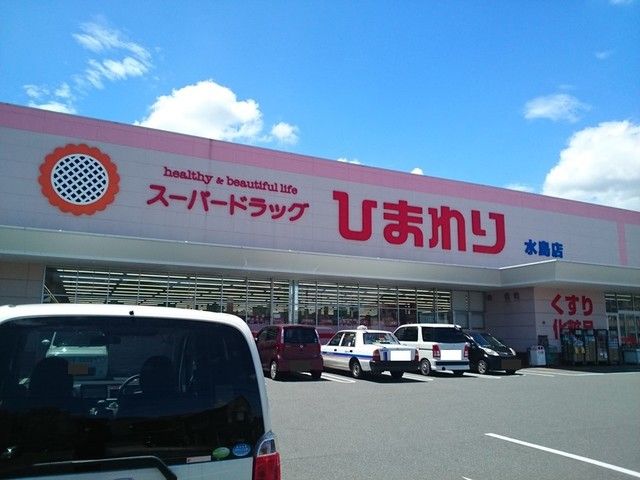 healthy & beautiful life
スーパードラッグ
ひまわり
水島店
くすり
化粧品